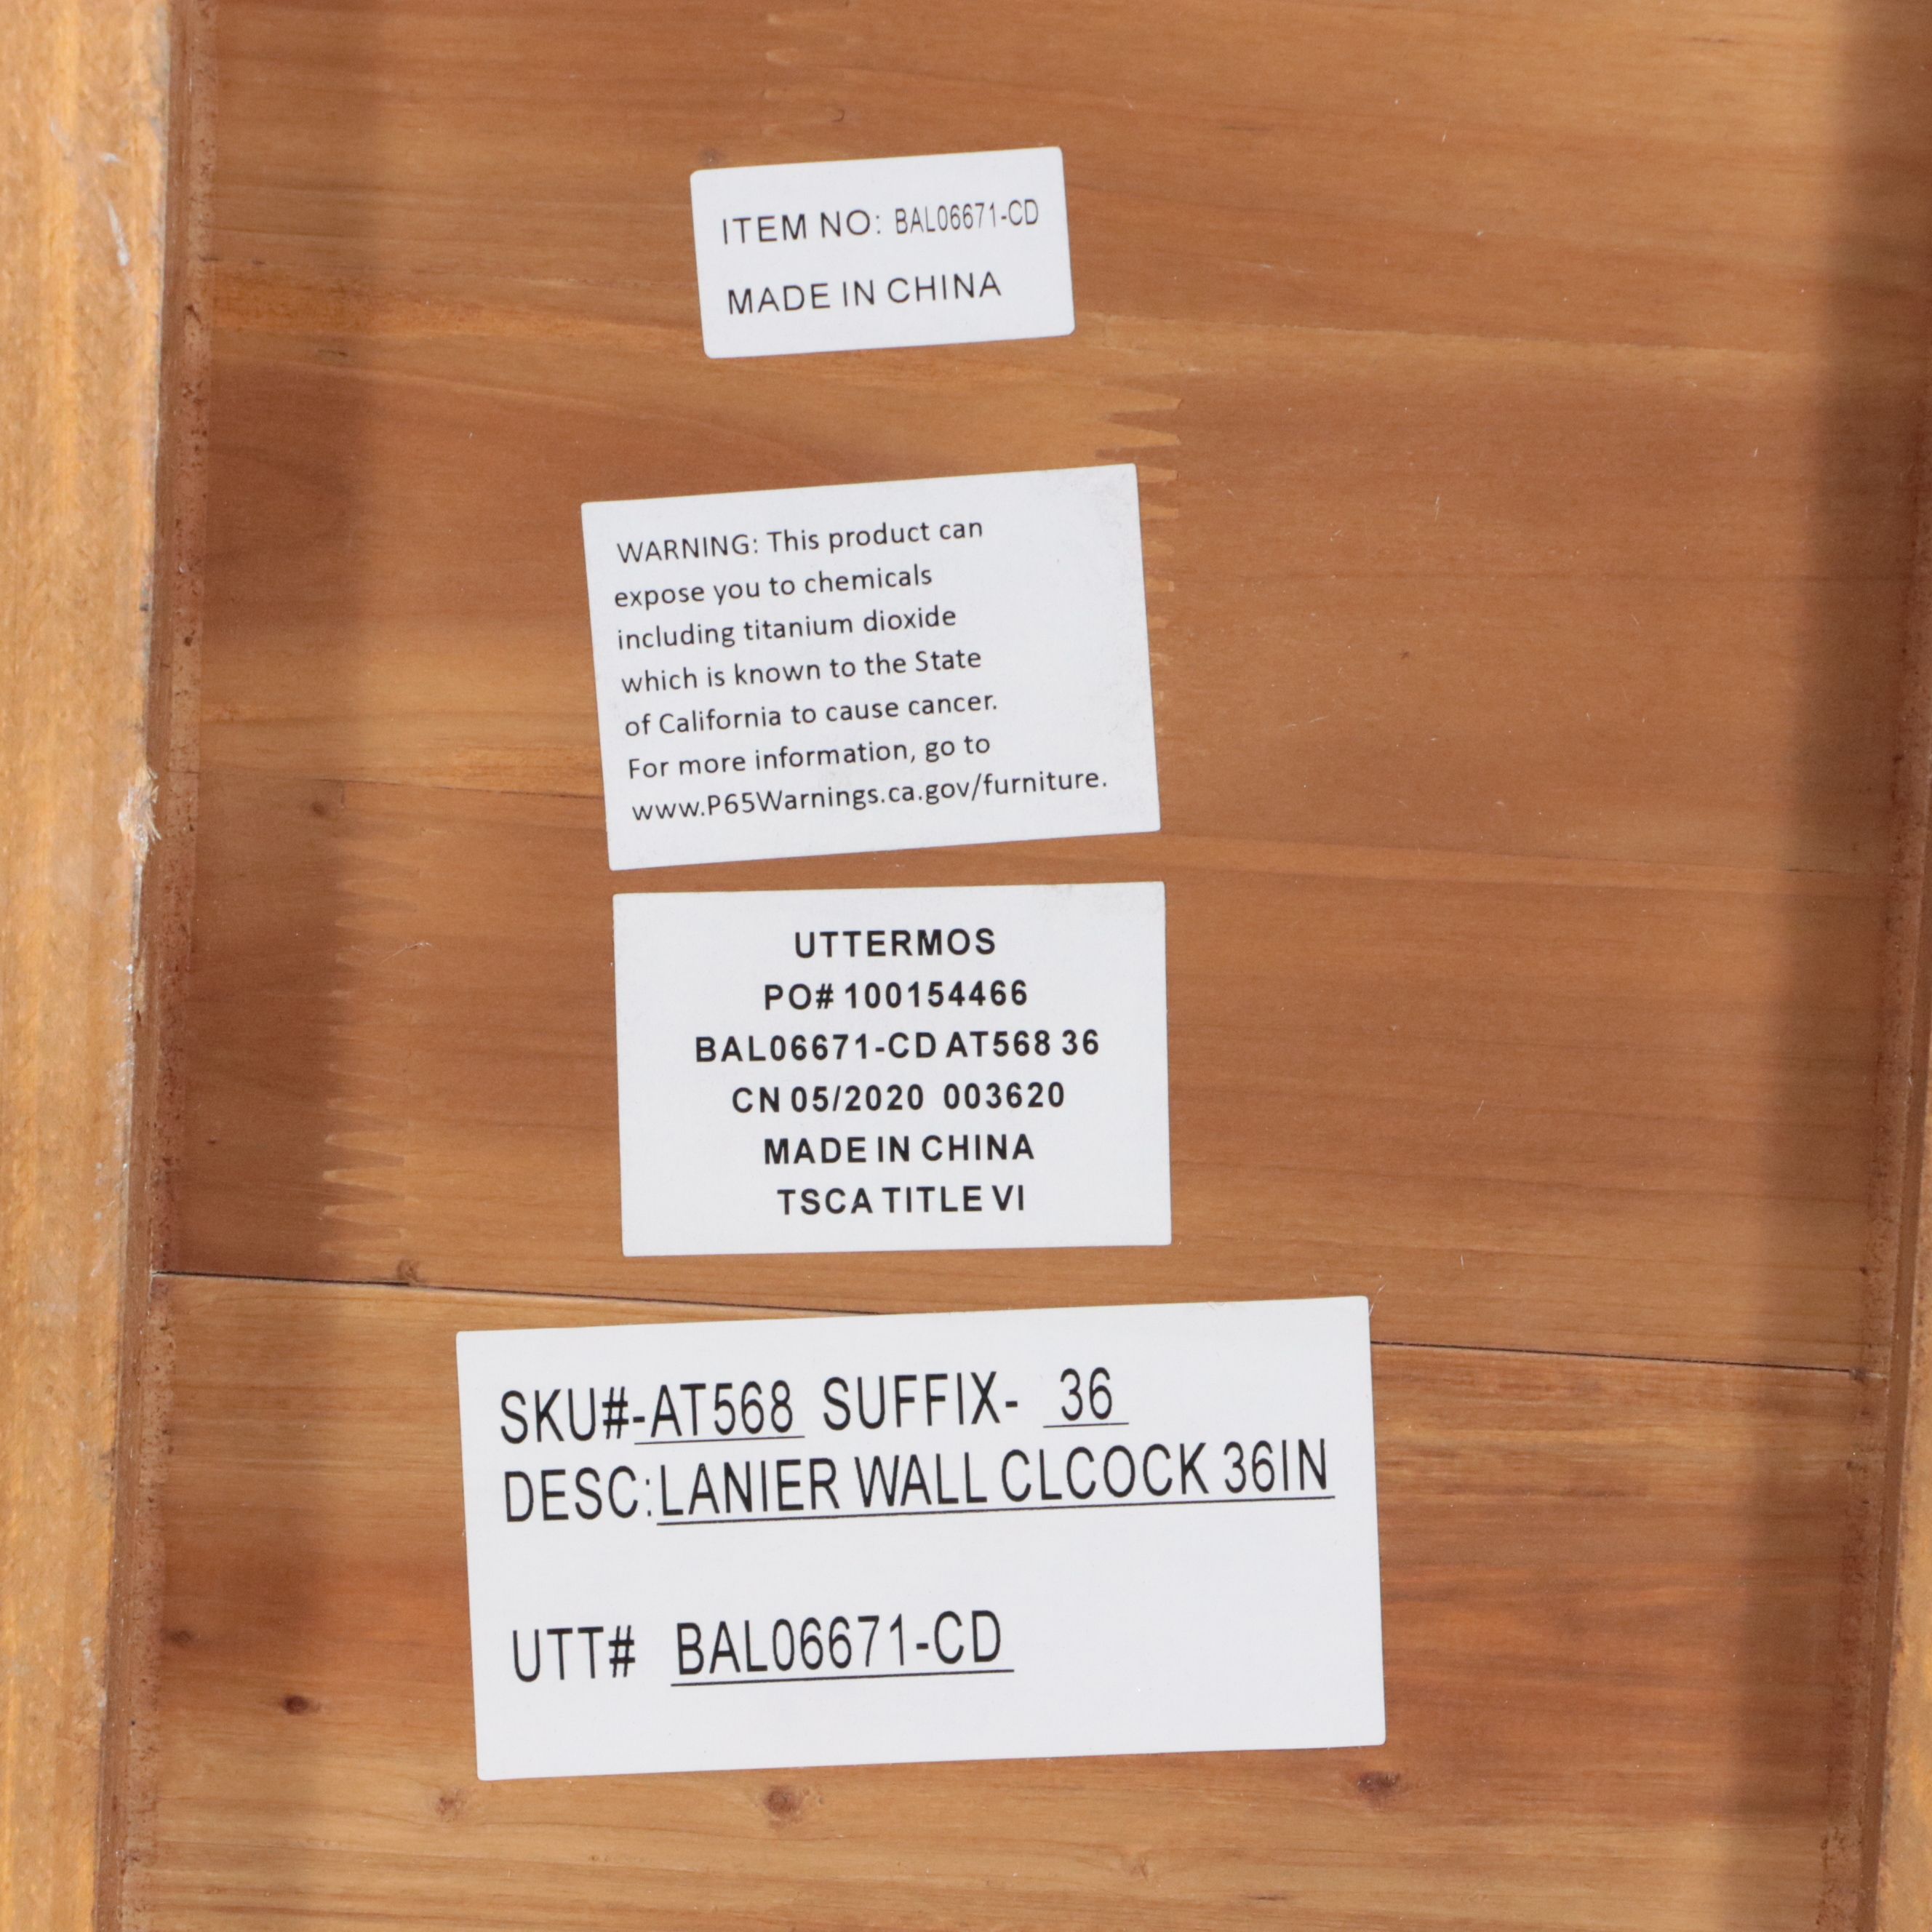 ITEM NO: BAL06671-CD
MADE IN CHINA
WARNING: This product can
expose you to chemicals
including titanium dioxide
which is known to the State
of California to cause cancer.
For more information, go to
www.P65Warnings.ca.gov/furniture.
UTTERMOS
PO# 100154466
BAL06671-CD AT568 36
CN 05/2020 003620
MADE IN CHINA
TSCA TITLE VI
SKU#-AT568 SUFFIX- 36
DESC:LANIER WALL CLCOCK 36IN
UTT# BAL06671-CD